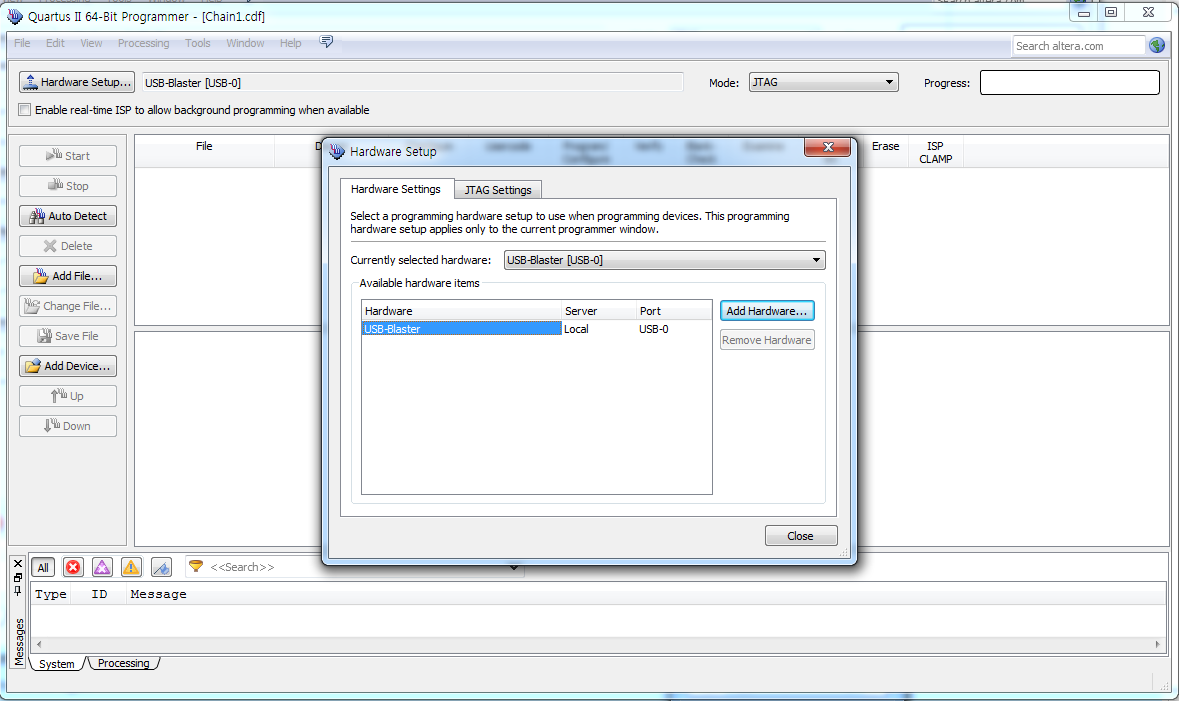 Quartus II 64-Bit Programmer - [Chain1.cdf]
File Edit View Processing Tools Window Help
Search altera.com
Hardware Setup... USB-Blaster [USB-0] Mode: JTAG Progress:
Enable real-time ISP to allow background programming when available
Start
Stop
Auto Detect
Delete
Add File...
Change File...
Save File
Add Device...
Up
Down
File
Erase ISP
CLAMP
Hardware Setup
Hardware Settings JTAG Settings
Select a programming hardware setup to use when programming devices. This programming
hardware setup applies only to the current programmer window.
Currently selected hardware: USB-Blaster [USB-0]
Available hardware items
Hardware Server Port
USB-Blaster Local USB-0
Add Hardware...
Remove Hardware
Close
All <<Search>>
Type ID Message
Messages
System Processing